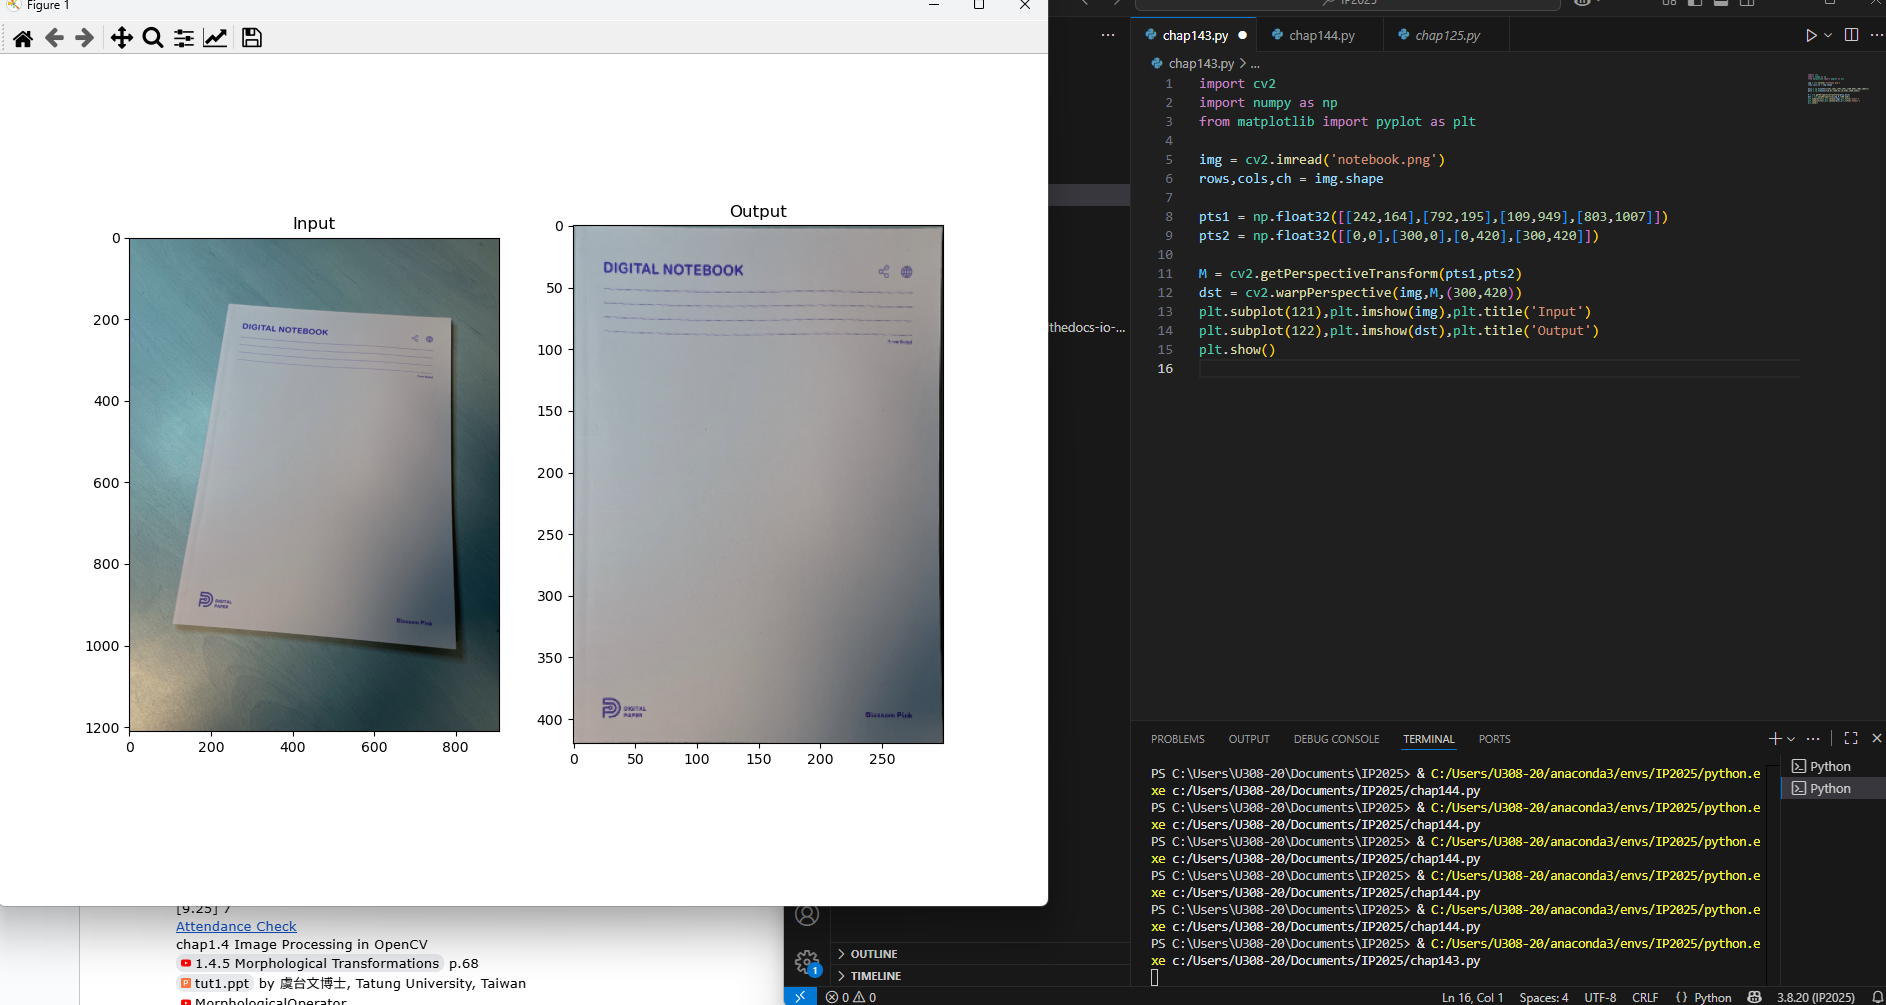 Figure 1
Input
0
200
400
600
800
1000
1200
0
200
400
600
800
DIGITAL NOTEBOOK
DIGITAL
PAPER
Blossom Pink
Output
0
50
100
150
200
250
300
350
400
0
50
100
150
200
250
DIGITAL NOTEBOOK
DIGITAL
PAPER
Blossom Pink
[9.25] 7
Attendance Check
chap1.4 Image Processing in OpenCV
1.4.5 Morphological Transformations p.68
tut1.ppt by 虞台文博士, Tatung University, Taiwan
MorphologicalOperator
thedocs-io-...
IP2025
chap143.py
chap144.py
chap125.py
chap143.py > ...
1 import cv2
2 import numpy as np
3 from matplotlib import pyplot as plt
4
5 img = cv2.imread('notebook.png')
6 rows,cols,ch = img.shape
7
8 pts1 = np.float32([[242,164],[792,195],[109,949],[803,1007]])
9 pts2 = np.float32([[0,0],[300,0],[0,420],[300,420]])
10
11 M = cv2.getPerspectiveTransform(pts1,pts2)
12 dst = cv2.warpPerspective(img,M,(300,420))
13 plt.subplot(121),plt.imshow(img),plt.title('Input')
14 plt.subplot(122),plt.imshow(dst),plt.title('Output')
15 plt.show()
16
PROBLEMS OUTPUT DEBUG CONSOLE TERMINAL PORTS
PS C:\Users\U308-20\Documents\IP2025> & C:/Users/U308-20/anaconda3/envs/IP2025/python.e
xe c:/Users/U308-20/Documents/IP2025/chap144.py
PS C:\Users\U308-20\Documents\IP2025> & C:/Users/U308-20/anaconda3/envs/IP2025/python.e
xe c:/Users/U308-20/Documents/IP2025/chap144.py
PS C:\Users\U308-20\Documents\IP2025> & C:/Users/U308-20/anaconda3/envs/IP2025/python.e
xe c:/Users/U308-20/Documents/IP2025/chap144.py
PS C:\Users\U308-20\Documents\IP2025> & C:/Users/U308-20/anaconda3/envs/IP2025/python.e
xe c:/Users/U308-20/Documents/IP2025/chap144.py
PS C:\Users\U308-20\Documents\IP2025> & C:/Users/U308-20/anaconda3/envs/IP2025/python.e
xe c:/Users/U308-20/Documents/IP2025/chap144.py
PS C:\Users\U308-20\Documents\IP2025> & C:/Users/U308-20/anaconda3/envs/IP2025/python.e
xe c:/Users/U308-20/Documents/IP2025/chap143.py
Python
Python
OUTLINE
TIMELINE
1
0 0
Ln 16, Col 1 Spaces: 4 UTF-8 CRLF { } Python 3.8.20 (IP2025)